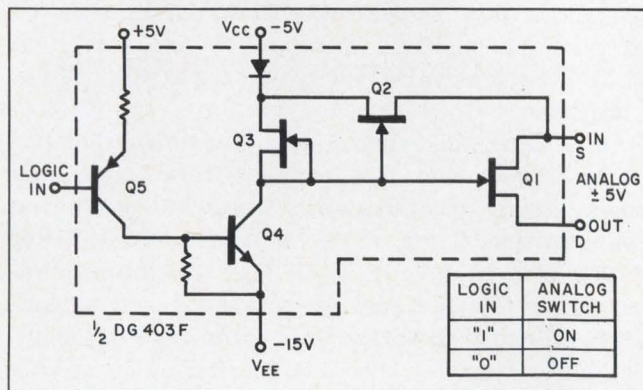 +5V
VCC
-5V
Q2
Q3
LOGIC
IN
Q5
Q4
Q1
IN
S
ANALOG
± 5V
OUT
D
1/2 DG 403F
-15V
VEE
LOGIC IN
ANALOG SWITCH
"1"
ON
"0"
OFF